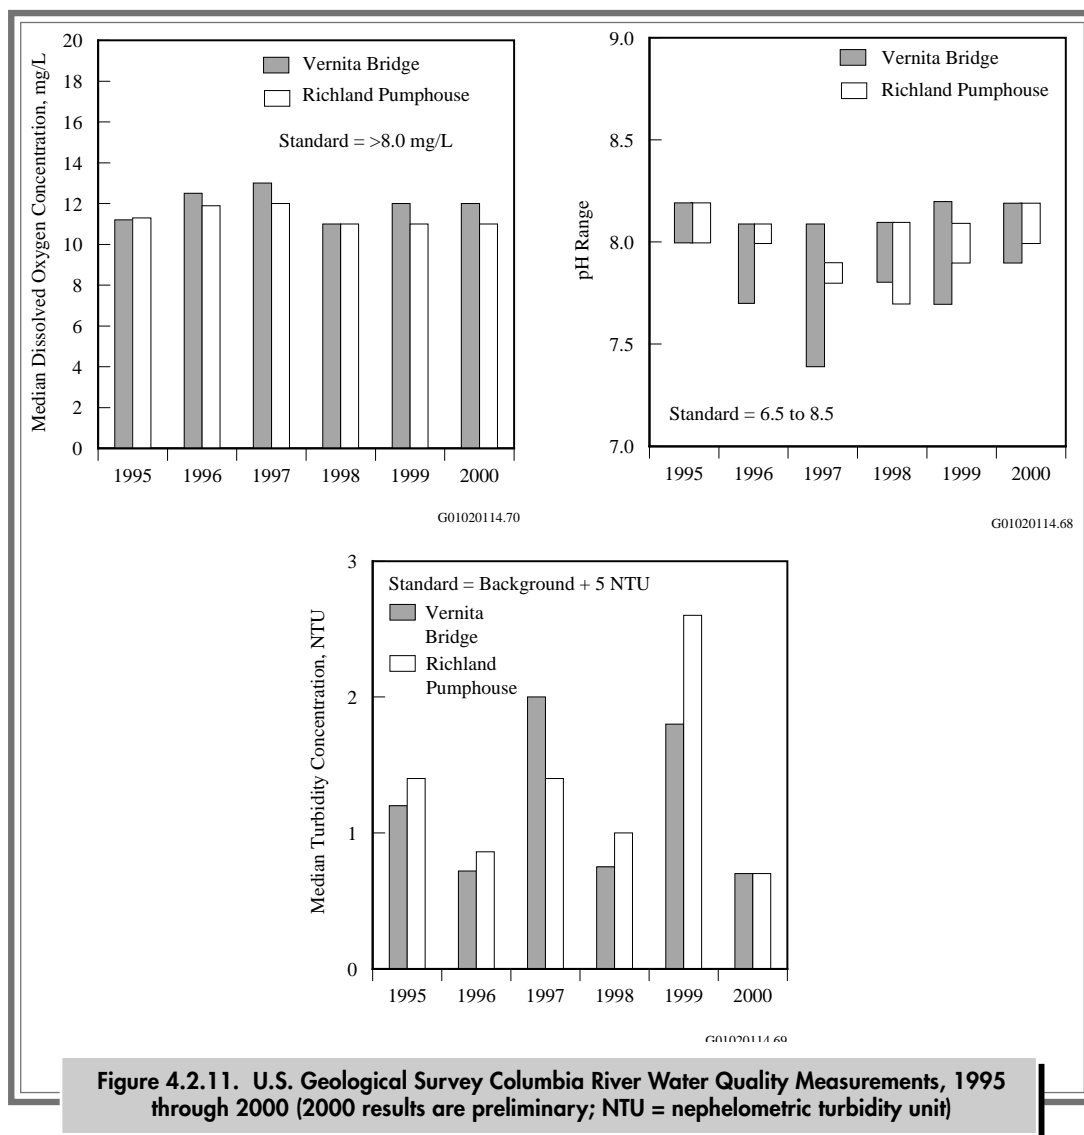 20
18
16
14
12
10
8
6
4
2
0
Median Dissolved Oxygen Concentration, mg/L
Vernita Bridge
Richland Pumphouse
Standard = >8.0 mg/L
1995 1996 1997 1998 1999 2000
G01020114.70
9.0
8.5
8.0
7.5
7.0
pH Range
Vernita Bridge
Richland Pumphouse
Standard = 6.5 to 8.5
1995 1996 1997 1998 1999 2000
G01020114.68
3
2
1
0
Median Turbidity Concentration, NTU
Standard = Background + 5 NTU
Vernita
Bridge
Richland
Pumphouse
1995 1996 1997 1998 1999 2000
G01020114.69
Figure 4.2.11. U.S. Geological Survey Columbia River Water Quality Measurements, 1995
through 2000 (2000 results are preliminary; NTU = nephelometric turbidity unit)